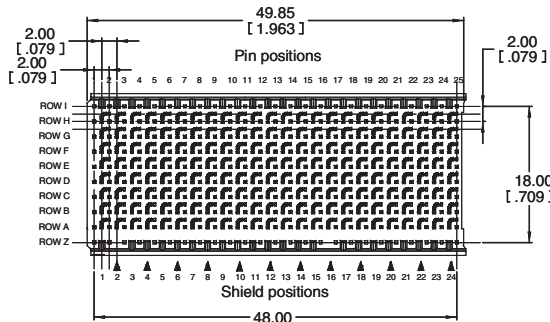 49.85
[ 1.963 ]
2.00
[ .079 ]
2.00
[ .079 ]
2.00
[ .079 ]
Pin positions
2 3 4 5 6 7 8 9 10 11 12 13 14 15 16 17 18 19 20 21 22 23 24 25
ROW I
ROW H
ROW G
ROW F
ROW E
ROW D
ROW C
ROW B
ROW A
ROW Z
18.00
[ .709 ]
1 2 3 4 5 6 7 8 9 10 11 12 13 14 15 16 17 18 19 20 21 22 23 24
Shield positions
48.00